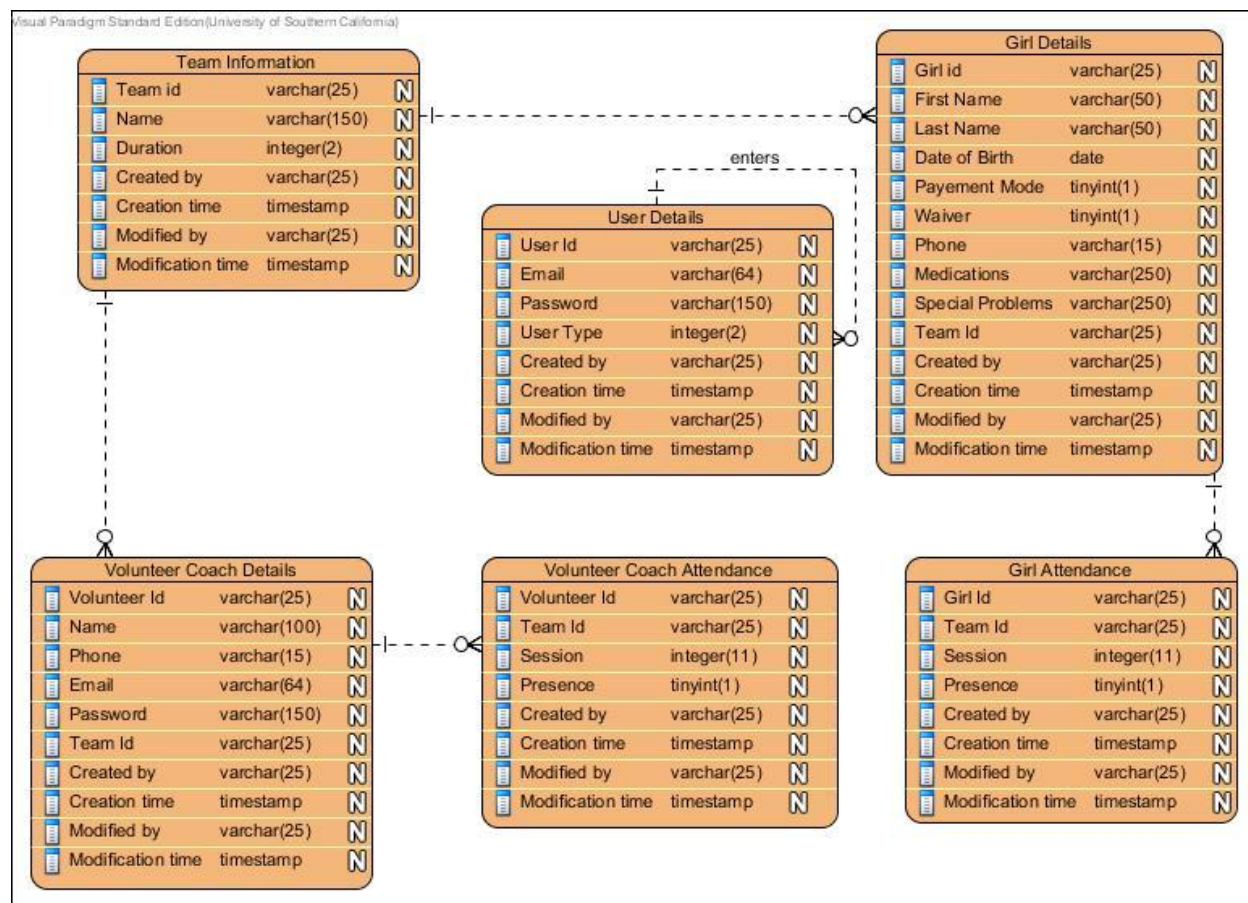 Visual Paradigm Standard Edition(University of Southern California)
Team Information
Team id varchar(25) N
Name varchar(150) N
Duration integer(2) N
Created by varchar(25) N
Creation time timestamp N
Modified by varchar(25) N
Modification time timestamp N
Girl Details
Girl id varchar(25) N
First Name varchar(50) N
Last Name varchar(50) N
Date of Birth date N
Payement Mode tinyint(1) N
Waiver tinyint(1) N
Phone varchar(15) N
Medications varchar(250) N
Special Problems varchar(250) N
Team Id varchar(25) N
Created by varchar(25) N
Creation time timestamp N
Modified by varchar(25) N
Modification time timestamp N
enters
User Details
User Id varchar(25) N
Email varchar(64) N
Password varchar(150) N
User Type integer(2) N
Created by varchar(25) N
Creation time timestamp N
Modified by varchar(25) N
Modification time timestamp N
Volunteer Coach Details
Volunteer Id varchar(25) N
Name varchar(100) N
Phone varchar(15) N
Email varchar(64) N
Password varchar(150) N
Team Id varchar(25) N
Created by varchar(25) N
Creation time timestamp N
Modified by varchar(25) N
Modification time timestamp N
Volunteer Coach Attendance
Volunteer Id varchar(25) N
Team Id varchar(25) N
Session integer(11) N
Presence tinyint(1) N
Created by varchar(25) N
Creation time timestamp N
Modified by varchar(25) N
Modification time timestamp N
Girl Attendance
Girl Id varchar(25) N
Team Id varchar(25) N
Session integer(11) N
Presence tinyint(1) N
Created by varchar(25) N
Creation time timestamp N
Modified by varchar(25) N
Modification time timestamp N